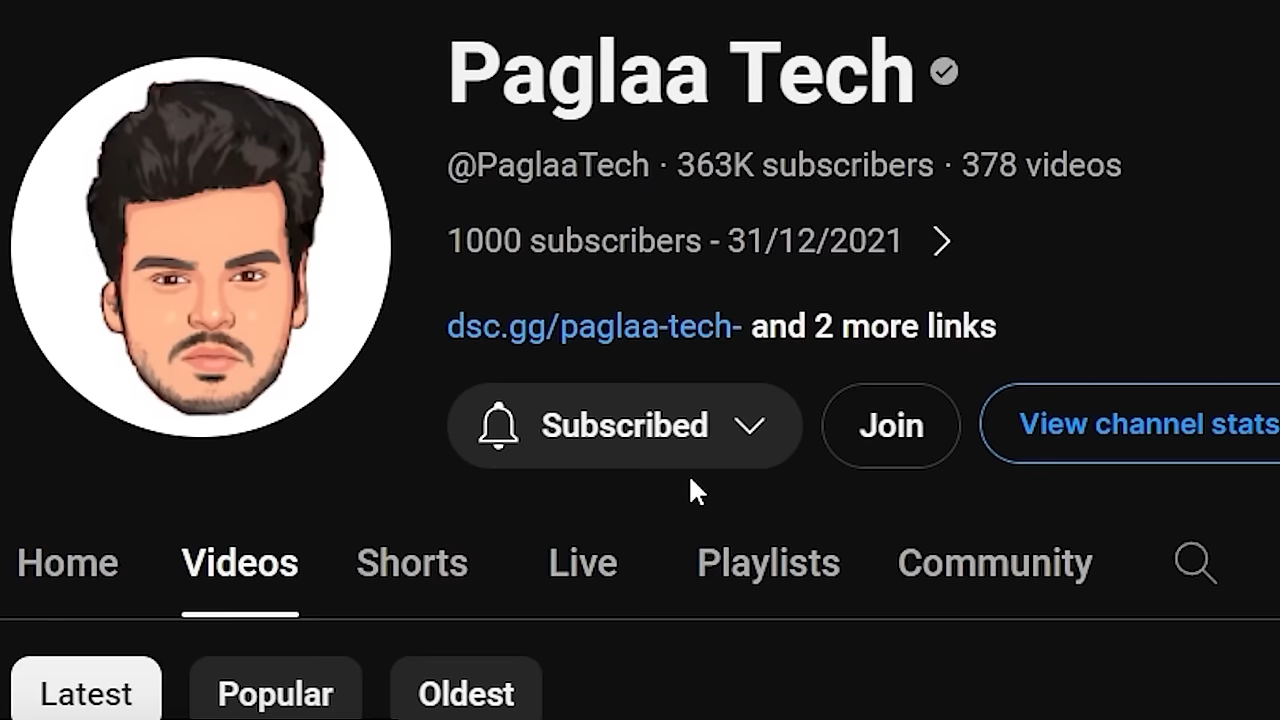 Paglaa Tech
@PaglaaTech · 363K subscribers · 378 videos
1000 subscribers - 31/12/2021
dsc.gg/paglaa-tech- and 2 more links
Subscribed Join View channel stats
Home Videos Shorts Live Playlists Community
Latest Popular Oldest